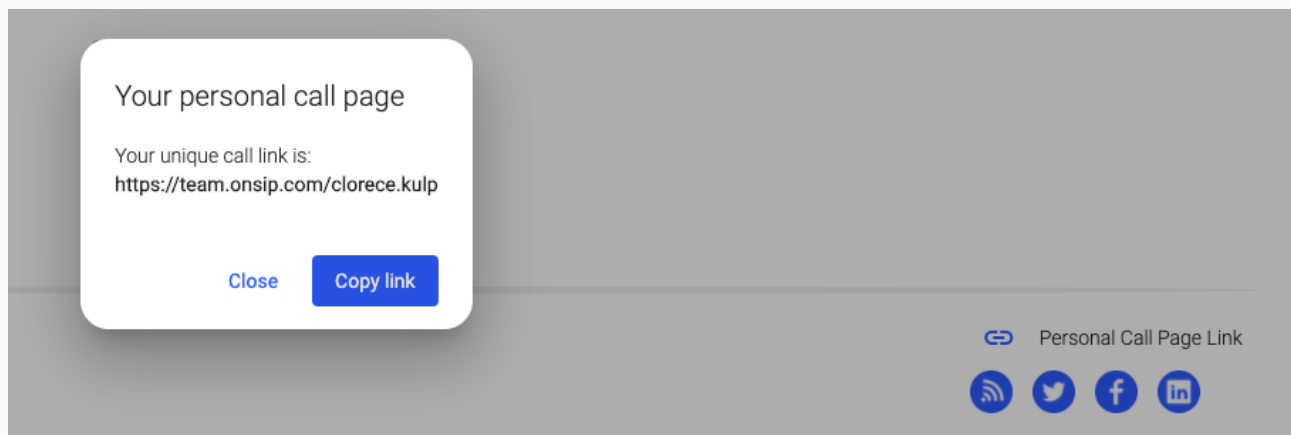 Your personal call page
Your unique call link is:
https://team.onsip.com/clorece.kulp
Close
Copy link
Personal Call Page Link